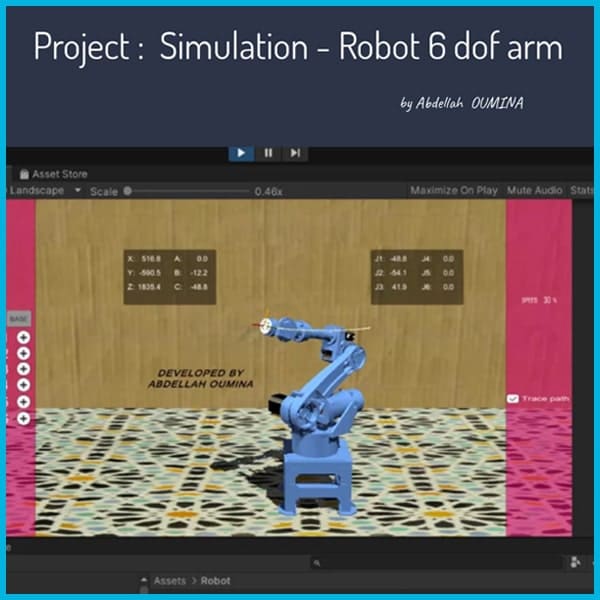 Project : Simulation - Robot 6 dof arm
by Abdellah OUMINA
Asset Store
Landscape Scale 0.46x Maximize On Play Mute Audio Stats
X: 516.8 A: 0.0
Y: -590.5 B: -12.2
Z: 1835.4 C: -48.8
J1: -48.8 J4: 0.0
J2: -54.1 J5: 0.0
J3: 41.9 J6: 0.0
SPEED 30 %
BASE
DEVELOPED BY
ABDELLAH OUMINA
Trace path
Assets > Robot